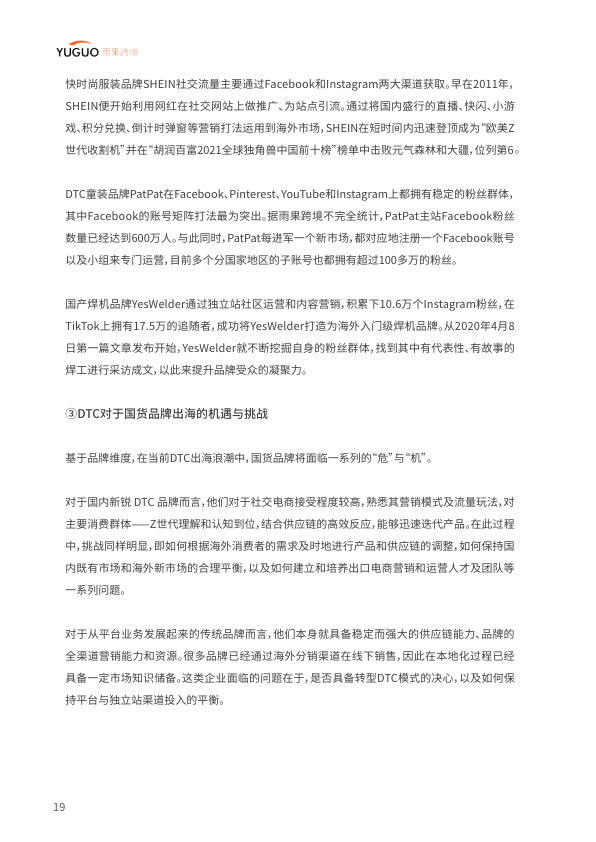 YUGUO 雨果跨境
快时尚服装品牌SHEIN社交流量主要通过Facebook和Instagram两大渠道获取。早在2011年，
SHEIN便开始利用网红在社交网站上做推广、为站点引流。通过将国内盛行的直播、快闪、小游
戏、积分兑换、倒计时弹窗等营销打法运用到海外市场，SHEIN在短时间内迅速登顶成为“欧美Z
世代收割机”并在“胡润百富2021全球独角兽中国前十榜”榜单中击败元气森林和大疆，位列第6。
DTC童装品牌PatPat在Facebook、Pinterest、YouTube和Instagram上都拥有稳定的粉丝群体，
其中Facebook的账号矩阵打法最为突出。据雨果跨境不完全统计，PatPat主站Facebook粉丝
数量已经达到600万人。与此同时，PatPat每进军一个新市场，都对应地注册一个Facebook账号
以及小组来专门运营，目前多个分国家地区的子账号也都拥有超过100多万的粉丝。
国产焊机品牌YesWelder通过独立站社区运营和内容营销，积累下10.6万个Instagram粉丝，在
TikTok上拥有17.5万的追随者，成功将YesWelder打造为海外入门级焊机品牌。从2020年4月8
日第一篇文章发布开始，YesWelder就不断挖掘自身的粉丝群体，找到其中有代表性、有故事的
焊工进行采访成文，以此来提升品牌受众的凝聚力。
③DTC对于国货品牌出海的机遇与挑战
基于品牌维度，在当前DTC出海浪潮中，国货品牌将面临一系列的“危”与“机”。
对于国内新锐 DTC 品牌而言，他们对于社交电商接受程度较高，熟悉其营销模式及流量玩法，对
主要消费群体——Z世代理解和认知到位，结合供应链的高效反应，能够迅速迭代产品。在此过程
中，挑战同样明显，即如何根据海外消费者的需求及时地进行产品和供应链的调整，如何保持国
内既有市场和海外新市场的合理平衡，以及如何建立和培养出口电商营销和运营人才及团队等
一系列问题。
对于从平台业务发展起来的传统品牌而言，他们本身就具备稳定而强大的供应链能力、品牌的
全渠道营销能力和资源。很多品牌已经通过海外分销渠道在线下销售，因此在本地化过程已经
具备一定市场知识储备。这类企业面临的问题在于，是否具备转型DTC模式的决心，以及如何保
持平台与独立站渠道投入的平衡。
19